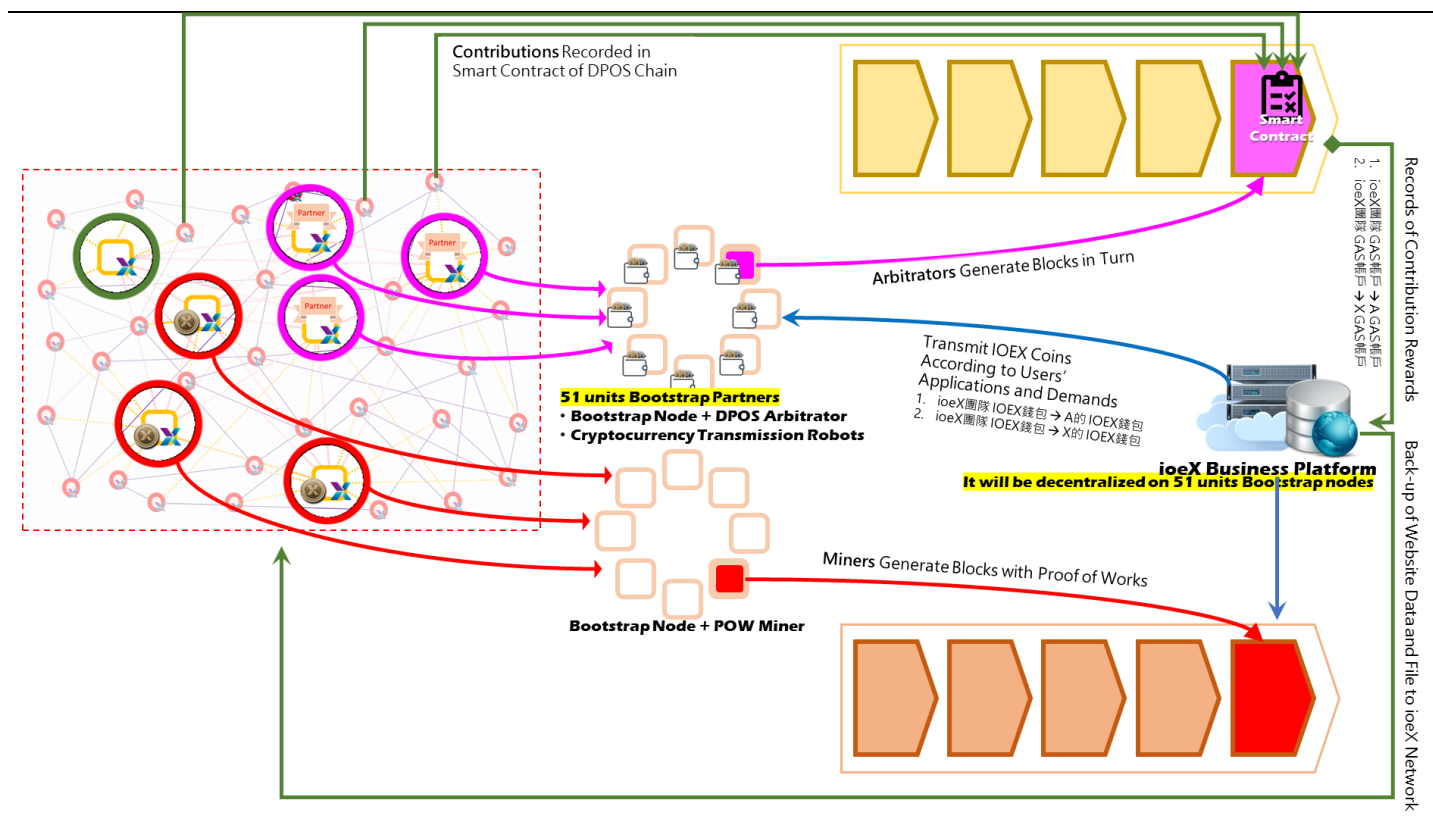 Contributions Recorded in
Smart Contract of DPOS Chain
Smart
Contract
Partner
Partner
Partner
Arbitrators Generate Blocks in Turn
Records of Contribution Rewards
1. ioeX團隊 GAS帳戶 → A GAS帳戶
2. ioeX團隊 GAS帳戶 → X GAS帳戶
Transmit IOEX Coins
According to Users'
Applications and Demands
1. ioeX團隊 IOEX錢包 → A的 IOEX錢包
2. ioeX團隊 IOEX錢包 → X的 IOEX錢包
51 units Bootstrap Partners
• Bootstrap Node + DPOS Arbitrator
• Cryptocurrency Transmission Robots
ioeX Business Platform
It will be decentralized on 51 units Bootstrap nodes
Back-up of Website Data and File to ioeX Network
Miners Generate Blocks with Proof of Works
Bootstrap Node + POW Miner